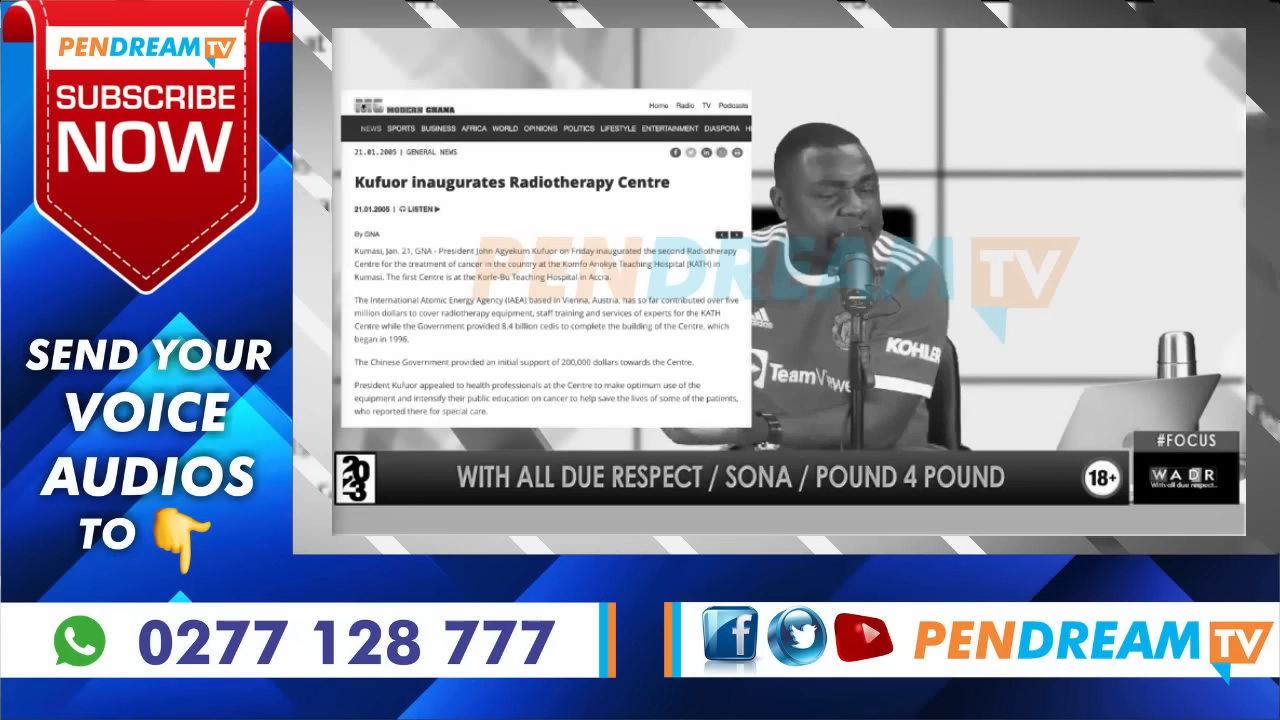 PENDREAM TV
SUBSCRIBE
NOW
SEND YOUR
VOICE
AUDIOS
TO
MG MODERN GHANA
Home Radio TV Podcasts
NEWS SPORTS BUSINESS AFRICA WORLD OPINIONS POLITICS LIFESTYLE ENTERTAINMENT DIASPORA
21.01.2005 | GENERAL NEWS
Kufuor inaugurates Radiotherapy Centre
21.01.2005 | LISTEN
By GNA
Kumasi, Jan. 21, GNA - President John Agyekum Kufuor on Friday inaugurated the second Radiotherapy
Centre for the treatment of cancer in the country at the Komfo Anokye Teaching Hospital (KATH) in
Kumasi. The first Centre is at the Korle-Bu Teaching Hospital in Accra.
The International Atomic Energy Agency (IAEA) based in Vienna, Austria, has so far contributed over five
million dollars to cover radiotherapy equipment, staff training and services of experts for the KATH
Centre while the Government provided 8.4 billion cedis to complete the building of the Centre, which
began in 1996.
The Chinese Government provided an initial support of 200,000 dollars towards the Centre.
President Kufuor appealed to health professionals at the Centre to make optimum use of the
equipment and intensify their public education on cancer to help save the lives of some of the patients,
who reported there for special care.
PENDREAM TV
adidas
KOHLER
TeamViewe
#FOCUS
2023
WITH ALL DUE RESPECT / SONA / POUND 4 POUND
18+
WADR
With all due respect..
0277 128 777
PENDREAM TV